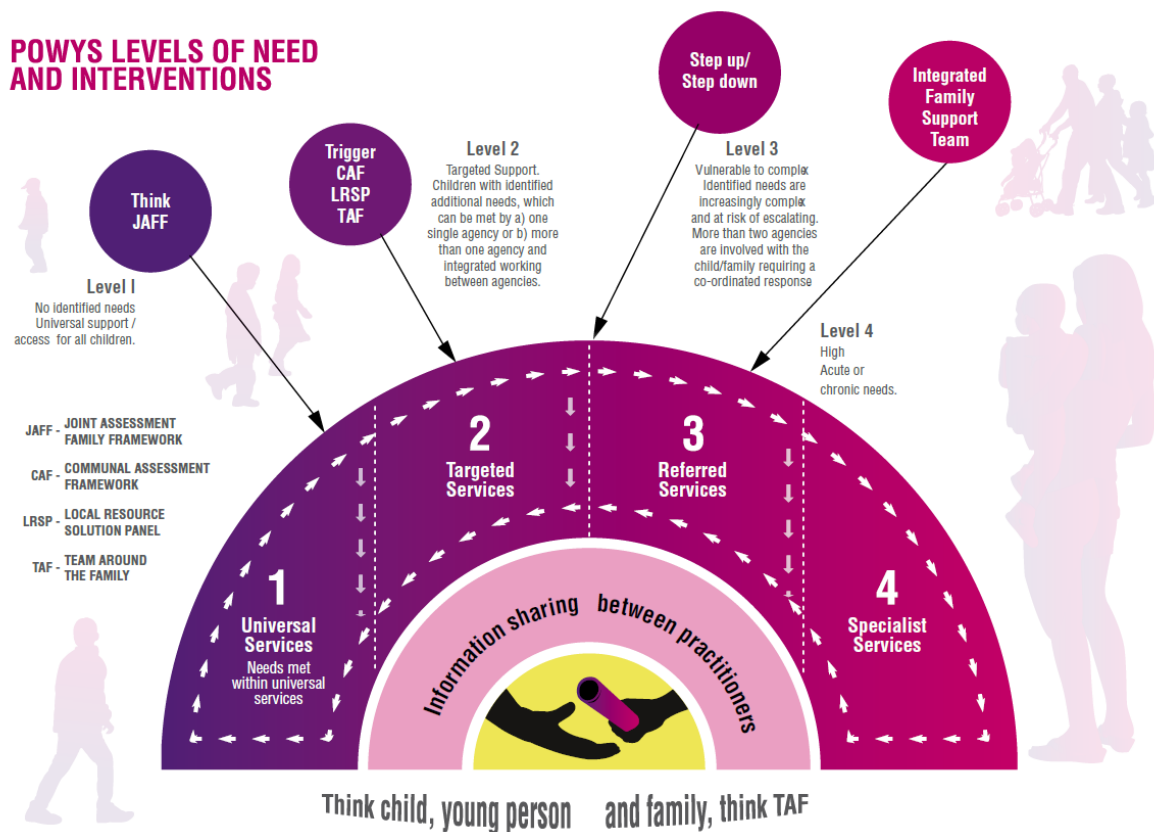 POWYS LEVELS OF NEED
AND INTERVENTIONS
Think
JAFF
Level I
No identified needs
Universal support /
access for all children.
Trigger
CAF
LRSP
TAF
Level 2
Targeted Support.
Children with identified
additional needs, which
can be met by a) one
single agency or b) more
than one agency and
integrated working
between agencies.
Step up/
Step down
Level 3
Vulnerable to complex
Identified needs are
increasingly complex
and at risk of escalating.
More than two agencies
are involved with the
child/family requiring a
co-ordinated response
Integrated
Family
Support
Team
Level 4
High
Acute or
chronic needs.
JAFF - JOINT ASSESSMENT
FAMILY FRAMEWORK
CAF - COMMUNAL ASSESSMENT
FRAMEWORK
LRSP - LOCAL RESOURCE
SOLUTION PANEL
TAF - TEAM AROUND
THE FAMILY
1
Universal
Services
Needs met
within universal
services
2
Targeted
Services
3
Referred
Services
4
Specialist
Services
Information sharing between practitioners
Think child, young person and family, think TAF